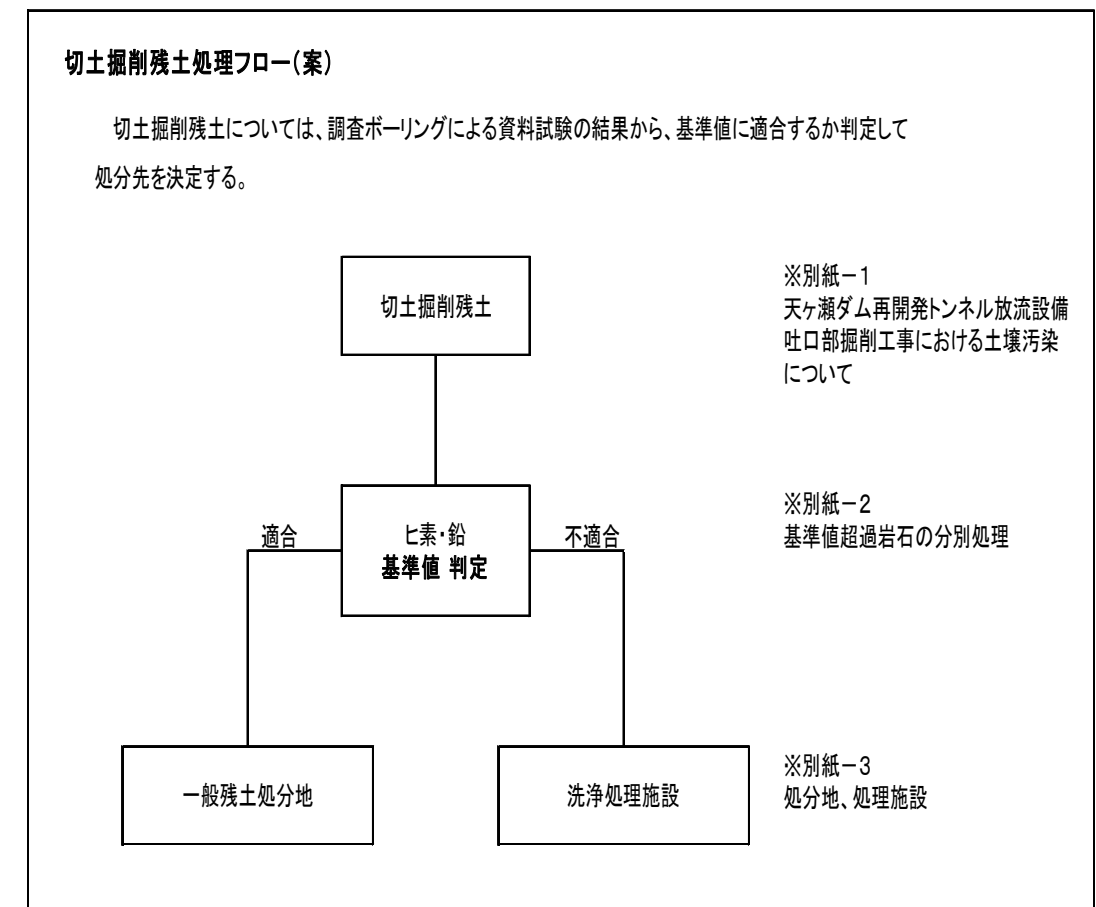 切土掘削残土処理フロー(案)
切土掘削残土については、調査ボーリングによる資料試験の結果から、基準値に適合するか判定して
処分先を決定する。
切土掘削残土
※別紙－1
天ヶ瀬ダム再開発トンネル放流設備
吐口部掘削工事における土壌汚染
について
適合
ヒ素・鉛
基準値 判定
不適合
※別紙－2
基準値超過岩石の分別処理
一般残土処分地
洗浄処理施設
※別紙－3
処分地、処理施設